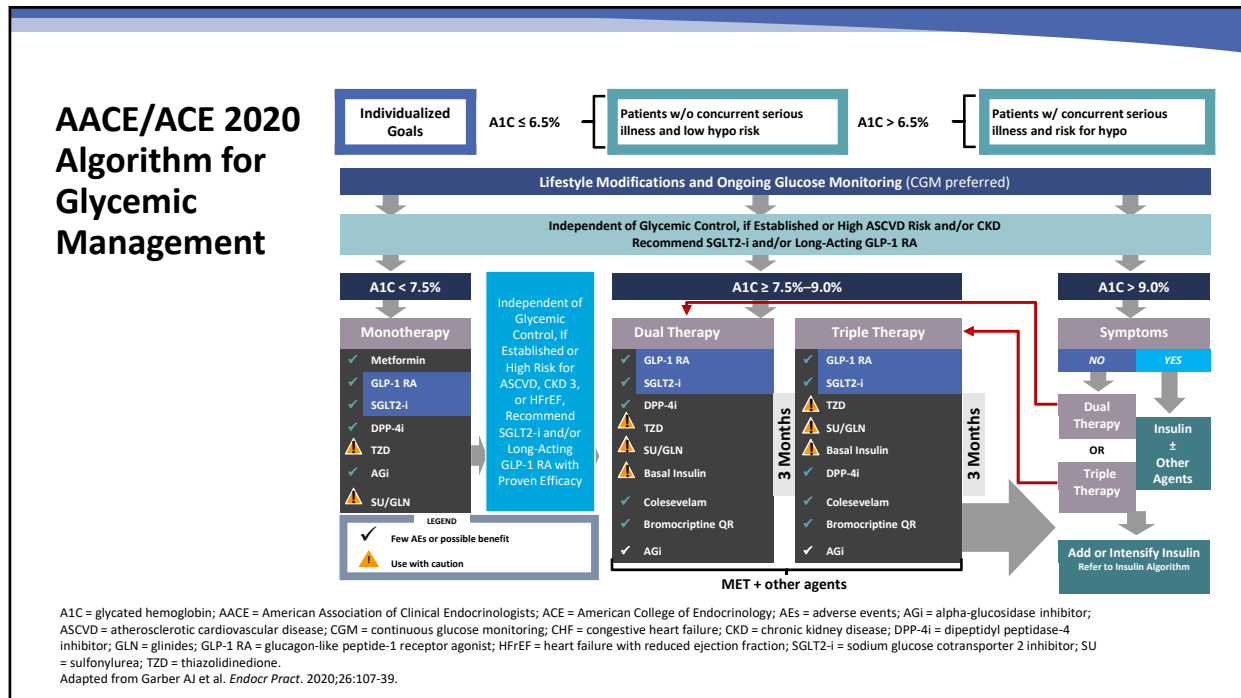 AACE/ACE 2020
Algorithm for
Glycemic
Management
Individualized
Goals
A1C ≤ 6.5%
Patients w/o concurrent serious
illness and low hypo risk
A1C > 6.5%
Patients w/ concurrent serious
illness and risk for hypo
Lifestyle Modifications and Ongoing Glucose Monitoring (CGM preferred)
Independent of Glycemic Control, if Established or High ASCVD Risk and/or CKD
Recommend SGLT2-i and/or Long-Acting GLP-1 RA
A1C < 7.5%
Monotherapy
✓ Metformin
✓ GLP-1 RA
✓ SGLT2-i
✓ DPP-4i
TZD
✓ AGi
SU/GLN
Independent of
Glycemic
Control, If
Established or
High Risk for
ASCVD, CKD 3,
or HFrEF,
Recommend
SGLT2-i and/or
Long-Acting
GLP-1 RA with
Proven Efficacy
A1C ≥ 7.5%–9.0%
Dual Therapy
✓ GLP-1 RA
✓ SGLT2-i
✓ DPP-4i
TZD
SU/GLN
Basal Insulin
✓ Colesevelam
✓ Bromocriptine QR
✓ AGi
3 Months
Triple Therapy
✓ GLP-1 RA
✓ SGLT2-i
TZD
SU/GLN
Basal Insulin
✓ DPP-4i
✓ Colesevelam
✓ Bromocriptine QR
✓ AGi
3 Months
MET + other agents
A1C > 9.0%
Symptoms
NO
YES
Dual
Therapy
OR
Triple
Therapy
Insulin
±
Other
Agents
Add or Intensify Insulin
Refer to Insulin Algorithm
LEGEND
✓ Few AEs or possible benefit
Use with caution
A1C = glycated hemoglobin; AACE = American Association of Clinical Endocrinologists; ACE = American College of Endocrinology; AEs = adverse events; AGi = alpha-glucosidase inhibitor;
ASCVD = atherosclerotic cardiovascular disease; CGM = continuous glucose monitoring; CHF = congestive heart failure; CKD = chronic kidney disease; DPP-4i = dipeptidyl peptidase-4
inhibitor; GLN = glinides; GLP-1 RA = glucagon-like peptide-1 receptor agonist; HFrEF = heart failure with reduced ejection fraction; SGLT2-i = sodium glucose cotransporter 2 inhibitor; SU
= sulfonylurea; TZD = thiazolidinedione.
Adapted from Garber AJ et al. Endocr Pract. 2020;26:107-39.